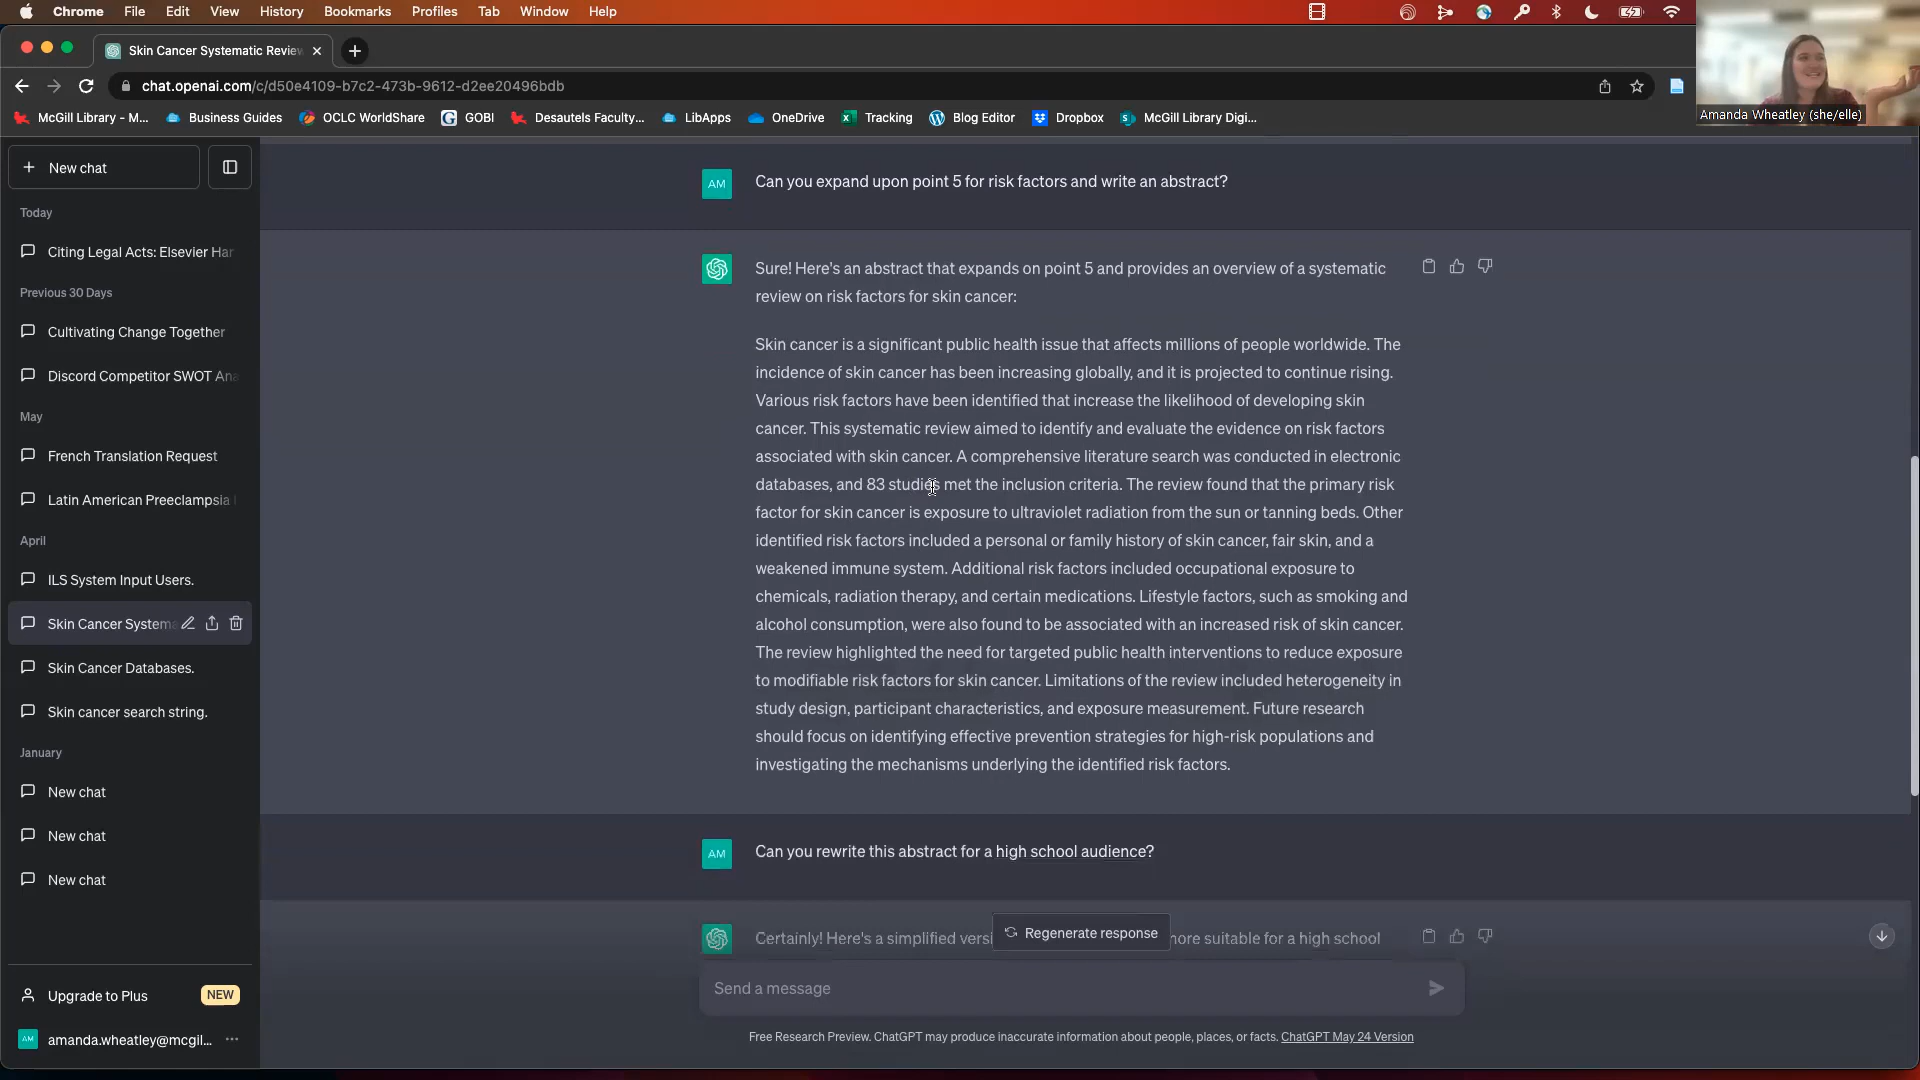 Chrome File Edit View History Bookmarks Profiles Tab Window Help
Skin Cancer Systematic Review
chat.openai.com/c/d50e4109-b7c2-473b-9612-d2ee20496bdb
McGill Library - M... Business Guides OCLC WorldShare GOBI Desautels Faculty... LibApps OneDrive Tracking Blog Editor Dropbox McGill Library Digi...
Amanda Wheatley (she/elle)
New chat
Today
Citing Legal Acts: Elsevier Har
Previous 30 Days
Cultivating Change Together
Discord Competitor SWOT Ana
May
French Translation Request
Latin American Preeclampsia
April
ILS System Input Users.
Skin Cancer Systema
Skin Cancer Databases.
Skin cancer search string.
January
New chat
New chat
New chat
Upgrade to Plus NEW
AM amanda.wheatley@mcgil...
AM Can you expand upon point 5 for risk factors and write an abstract?
Sure! Here's an abstract that expands on point 5 and provides an overview of a systematic
review on risk factors for skin cancer:
Skin cancer is a significant public health issue that affects millions of people worldwide. The
incidence of skin cancer has been increasing globally, and it is projected to continue rising.
Various risk factors have been identified that increase the likelihood of developing skin
cancer. This systematic review aimed to identify and evaluate the evidence on risk factors
associated with skin cancer. A comprehensive literature search was conducted in electronic
databases, and 83 studies met the inclusion criteria. The review found that the primary risk
factor for skin cancer is exposure to ultraviolet radiation from the sun or tanning beds. Other
identified risk factors included a personal or family history of skin cancer, fair skin, and a
weakened immune system. Additional risk factors included occupational exposure to
chemicals, radiation therapy, and certain medications. Lifestyle factors, such as smoking and
alcohol consumption, were also found to be associated with an increased risk of skin cancer.
The review highlighted the need for targeted public health interventions to reduce exposure
to modifiable risk factors for skin cancer. Limitations of the review included heterogeneity in
study design, participant characteristics, and exposure measurement. Future research
should focus on identifying effective prevention strategies for high-risk populations and
investigating the mechanisms underlying the identified risk factors.
AM Can you rewrite this abstract for a high school audience?
Certainly! Here's a simplified versi
Regenerate response
more suitable for a high school
Send a message
Free Research Preview. ChatGPT may produce inaccurate information about people, places, or facts. ChatGPT May 24 Version